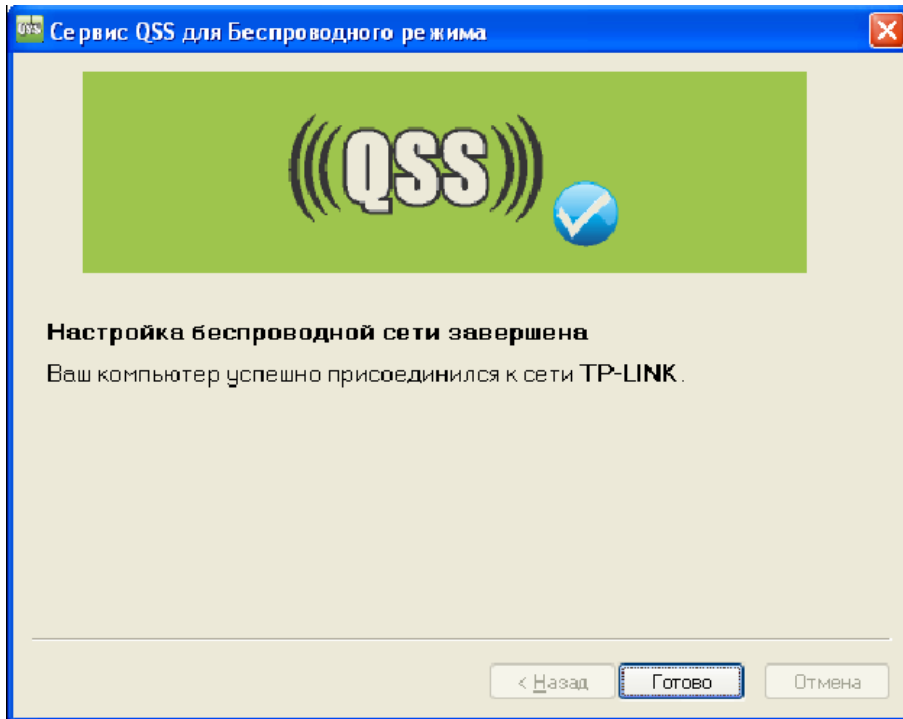 QSS Сервис QSS для Беспроводного режима
(((QSS)))
Настройка беспроводной сети завершена
Ваш компьютер успешно присоединился к сети TP-LINK.
< Назад
Готово
Отмена